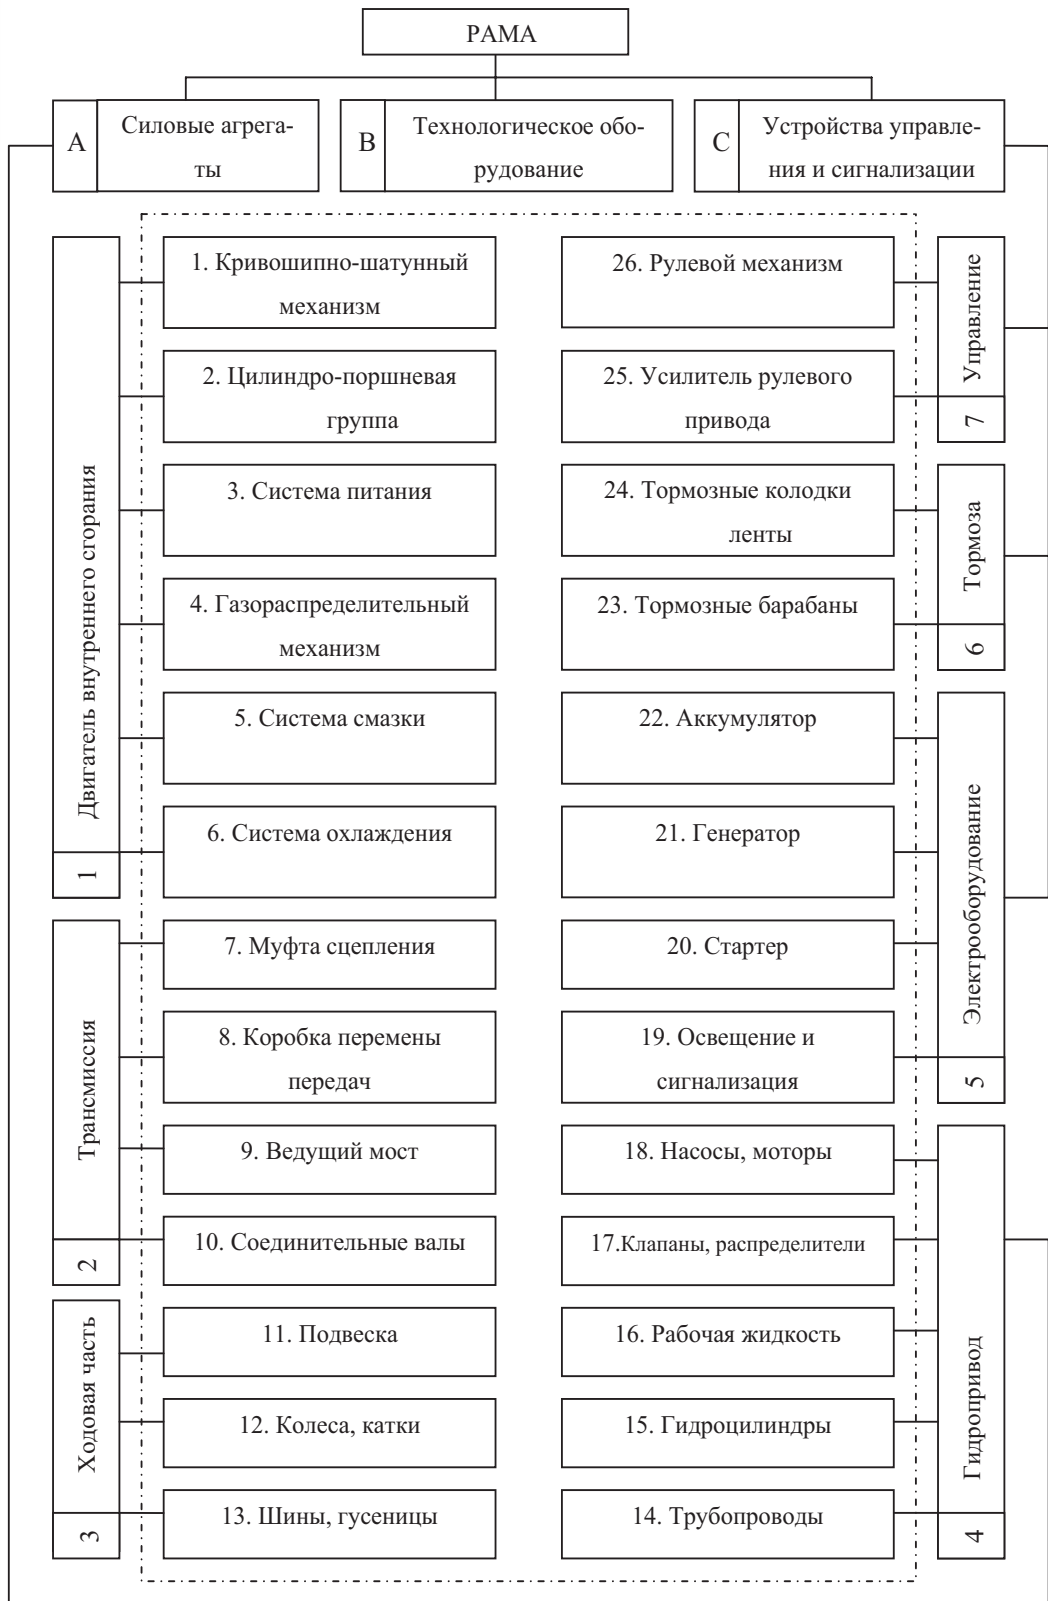 РАМА
А
Силовые агрега-
ты
В
Технологическое обо-
рудование
С
Устройства управле-
ния и сигнализации
Двигатель внутреннего сгорания
1
1. Кривошипно-шатунный
механизм
2. Цилиндро-поршневая
группа
3. Система питания
4. Газораспределительный
механизм
5. Система смазки
6. Система охлаждения
Трансмиссия
2
7. Муфта сцепления
8. Коробка перемены
передач
9. Ведущий мост
10. Соединительные валы
Ходовая часть
3
11. Подвеска
12. Колеса, катки
13. Шины, гусеницы
26. Рулевой механизм
25. Усилитель рулевого
привода
Управление
7
24. Тормозные колодки
ленты
23. Тормозные барабаны
Тормоза
6
22. Аккумулятор
21. Генератор
20. Стартер
19. Освещение и
сигнализация
Электрооборудование
5
18. Насосы, моторы
17.Клапаны, распределители
16. Рабочая жидкость
15. Гидроцилиндры
14. Трубопроводы
Гидропривод
4